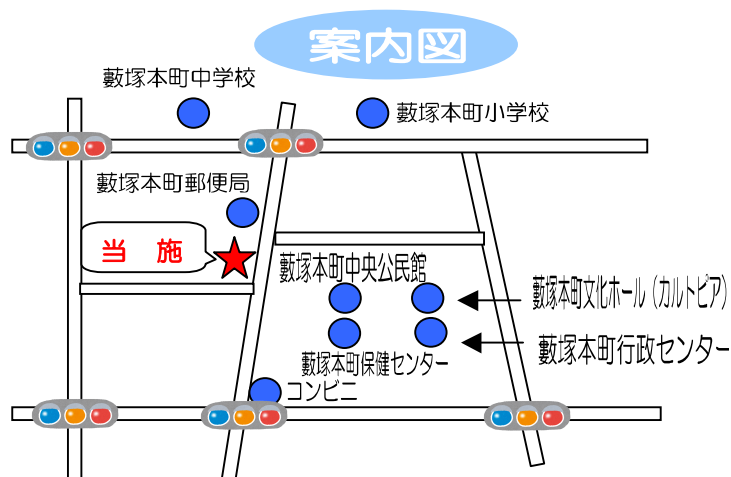 案内図
藪塚本町中学校
藪塚本町小学校
藪塚本町郵便局
当　施
藪塚本町中央公民館
藪塚本町文化ホール（カルトピア）
藪塚本町行政センター
藪塚本町保健センター
コンビニ